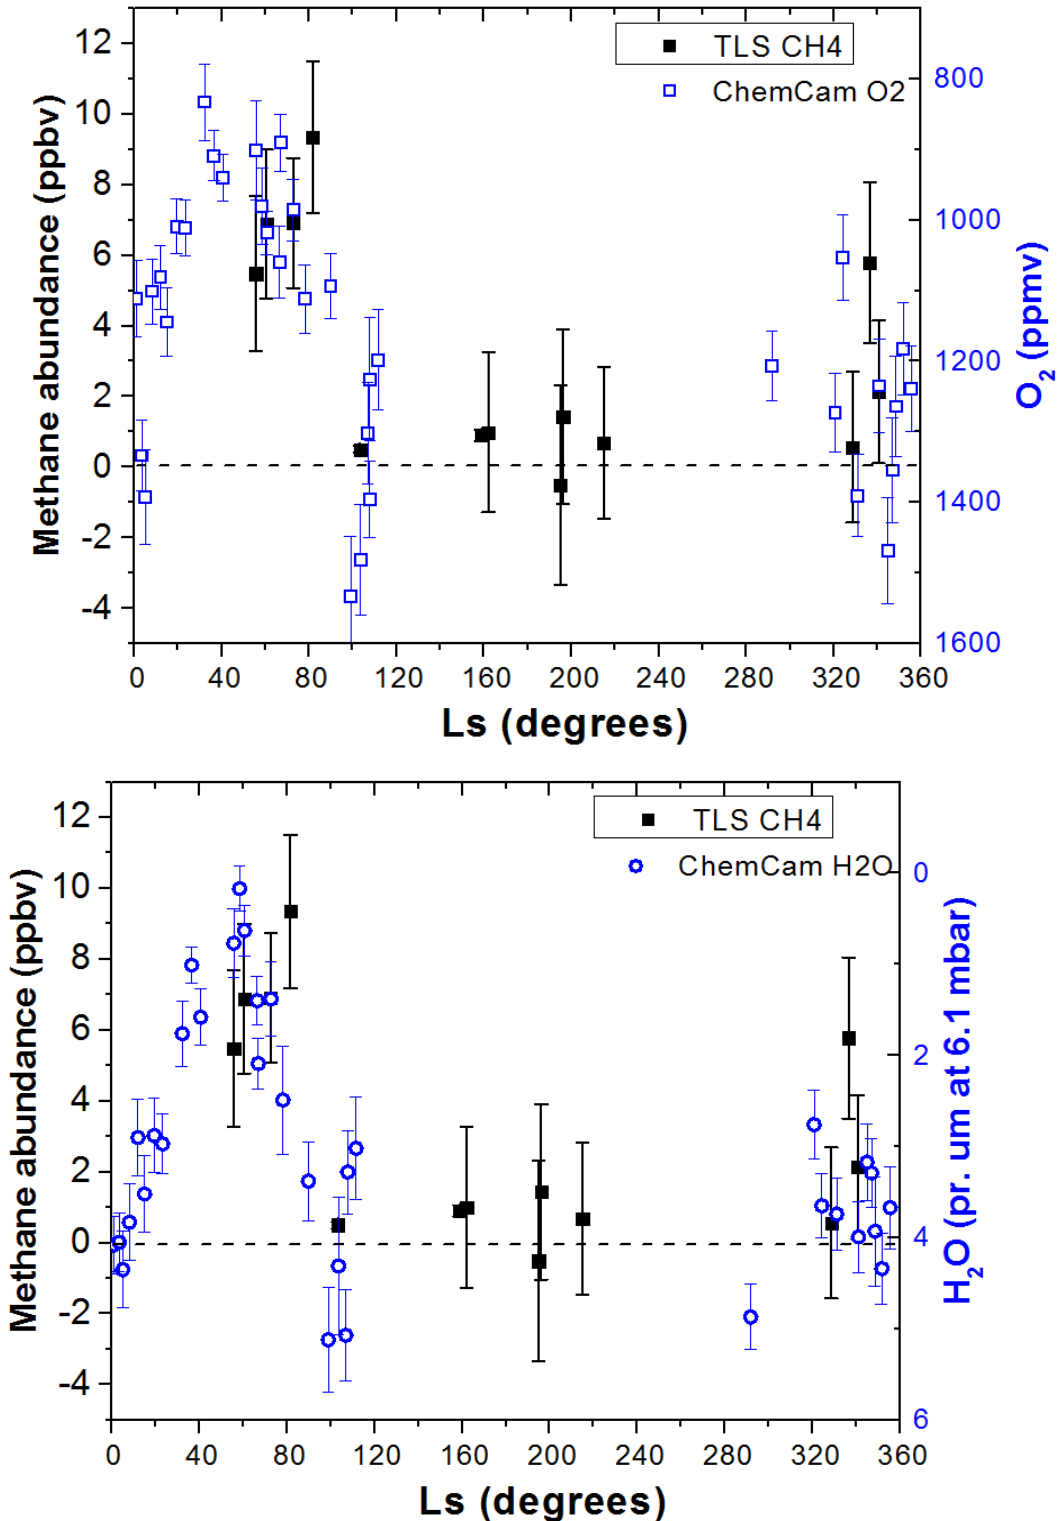 12
10
8
6
4
2
0
-2
-4
Methane abundance (ppbv)
TLS CH4
ChemCam O2
800
1000
1200
1400
1600
O2 (ppmv)
0 40 80 120 160 200 240 280 320 360
Ls (degrees)
12
10
8
6
4
2
0
-2
-4
Methane abundance (ppbv)
TLS CH4
ChemCam H2O
0
2
4
6
H2O (pr. um at 6.1 mbar)
0 40 80 120 160 200 240 280 320 360
Ls (degrees)